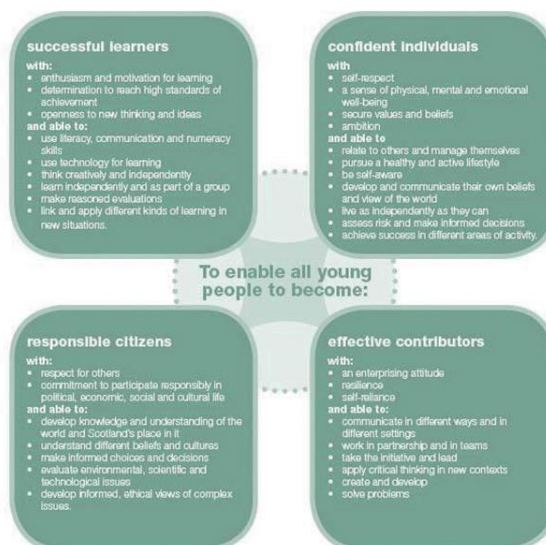 successful learners
with:
• enthusiasm and motivation for learning
• determination to reach high standards of
achievement
• openness to new thinking and ideas
and able to:
• use literacy, communication and numeracy
skills
• use technology for learning
• think creatively and independently
• learn independently and as part of a group
• make reasoned evaluations
• link and apply different kinds of learning in
new situations.
confident individuals
with
• self-respect
• a sense of physical, mental and emotional
well-being
• secure values and beliefs
• ambition
and able to
• relate to others and manage themselves
• pursue a healthy and active lifestyle
• be self-aware
• develop and communicate their own beliefs
and view of the world
• live as independently as they can
• assess risk and make informed decisions
• achieve success in different areas of activity.
To enable all young
people to become:
responsible citizens
with:
• respect for others
• commitment to participate responsibly in
political, economic, social and cultural life
and able to:
• develop knowledge and understanding of the
world and Scotland's place in it
• understand different beliefs and cultures
• make informed choices and decisions
• evaluate environmental, scientific and
technological issues
• develop informed, ethical views of complex
issues.
effective contributors
with:
• an enterprising attitude
• resilience
• self-reliance
and able to:
• communicate in different ways and in
different settings
• work in partnership and in teams
• take the initiative and lead
• apply critical thinking in new contexts
• create and develop
• solve problems